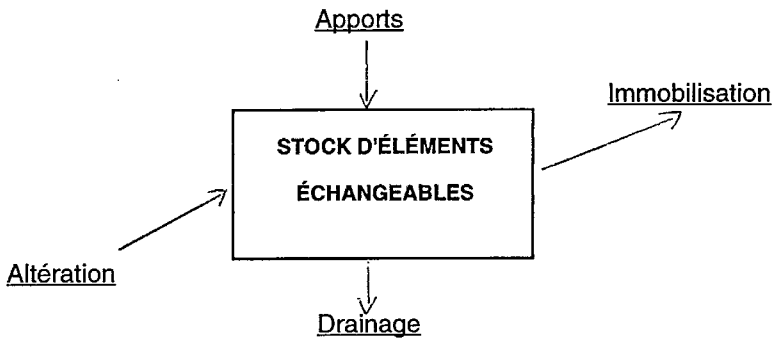 Apports
Immobilisation
STOCK D'ÉLÉMENTS
ÉCHANGEABLES
Altération
Drainage